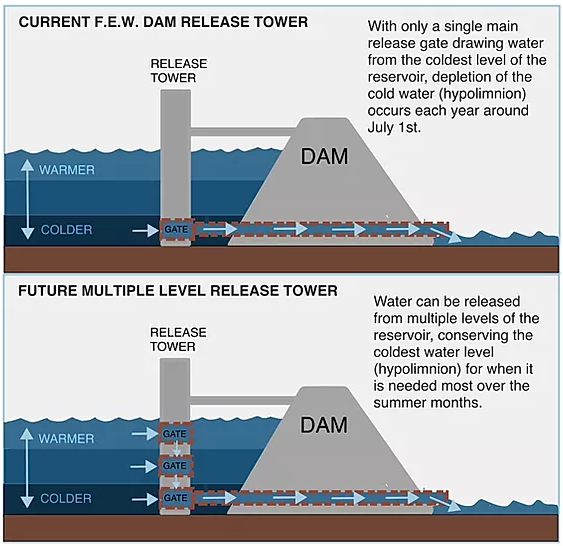 CURRENT F.E.W. DAM RELEASE TOWER
With only a single main
release gate drawing water
from the coldest level of the
reservoir, depletion of the
cold water (hypolimnion)
occurs each year around
July 1st.
RELEASE
TOWER
DAM
WARMER
COLDER
GATE
FUTURE MULTIPLE LEVEL RELEASE TOWER
Water can be released
from multiple levels of the
reservoir, conserving the
coldest water level
(hypolimnion) for when it
is needed most over the
summer months.
RELEASE
TOWER
DAM
WARMER
GATE
GATE
COLDER
GATE